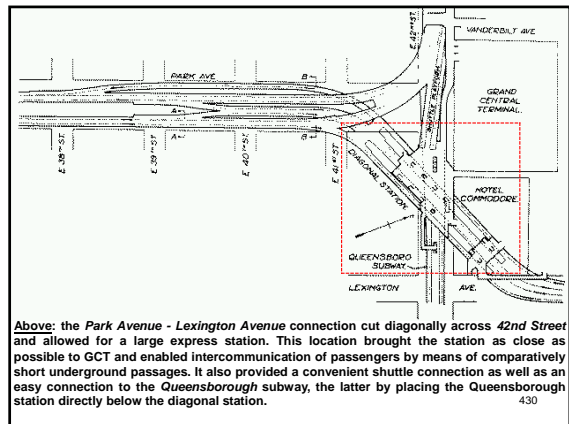 E. 42ND ST.
VANDERBILT AVE
PARK AVE.
B
SHUTTLE STATION
GRAND
CENTRAL
TERMINAL.
A
A
B
E 38TH ST.
E 39TH ST.
E 40TH ST.
E. 41ST ST.
DIAGONAL STATION
HOTEL
COMMODORE.
QUEENSBORO
SUBWAY.
LEXINGTON AVE.
Above: the Park Avenue - Lexington Avenue connection cut diagonally across 42nd Street
and allowed for a large express station. This location brought the station as close as
possible to GCT and enabled intercommunication of passengers by means of comparatively
short underground passages. It also provided a convenient shuttle connection as well as an
easy connection to the Queensborough subway, the latter by placing the Queensborough
station directly below the diagonal station.
430